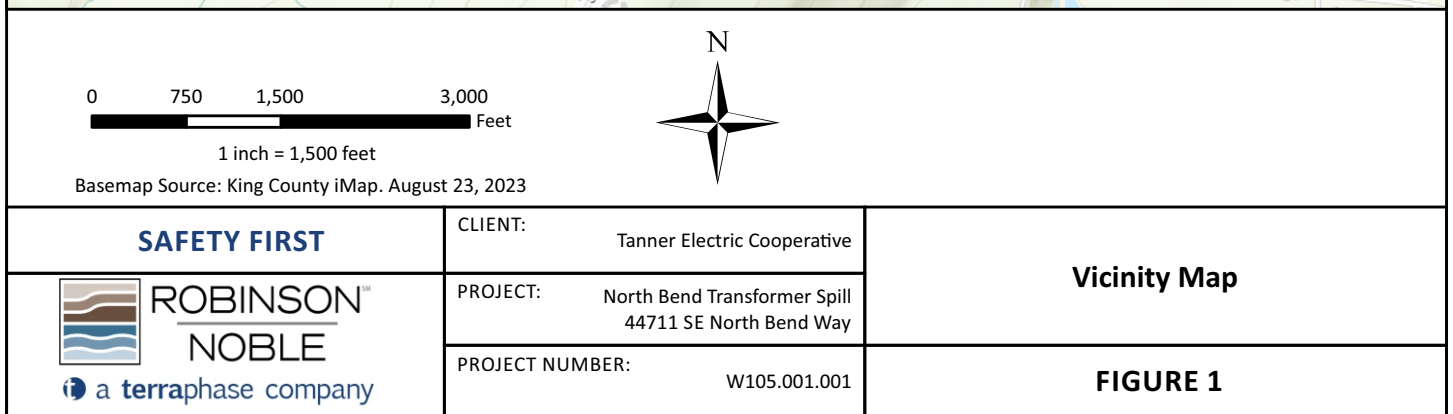 N
0 750 1,500 3,000
Feet
1 inch = 1,500 feet
Basemap Source: King County iMap. August 23, 2023
SAFETY FIRST
ROBINSON℠
NOBLE
a terraphase company
CLIENT:
Tanner Electric Cooperative
PROJECT:
North Bend Transformer Spill
44711 SE North Bend Way
PROJECT NUMBER:
W105.001.001
Vicinity Map
FIGURE 1